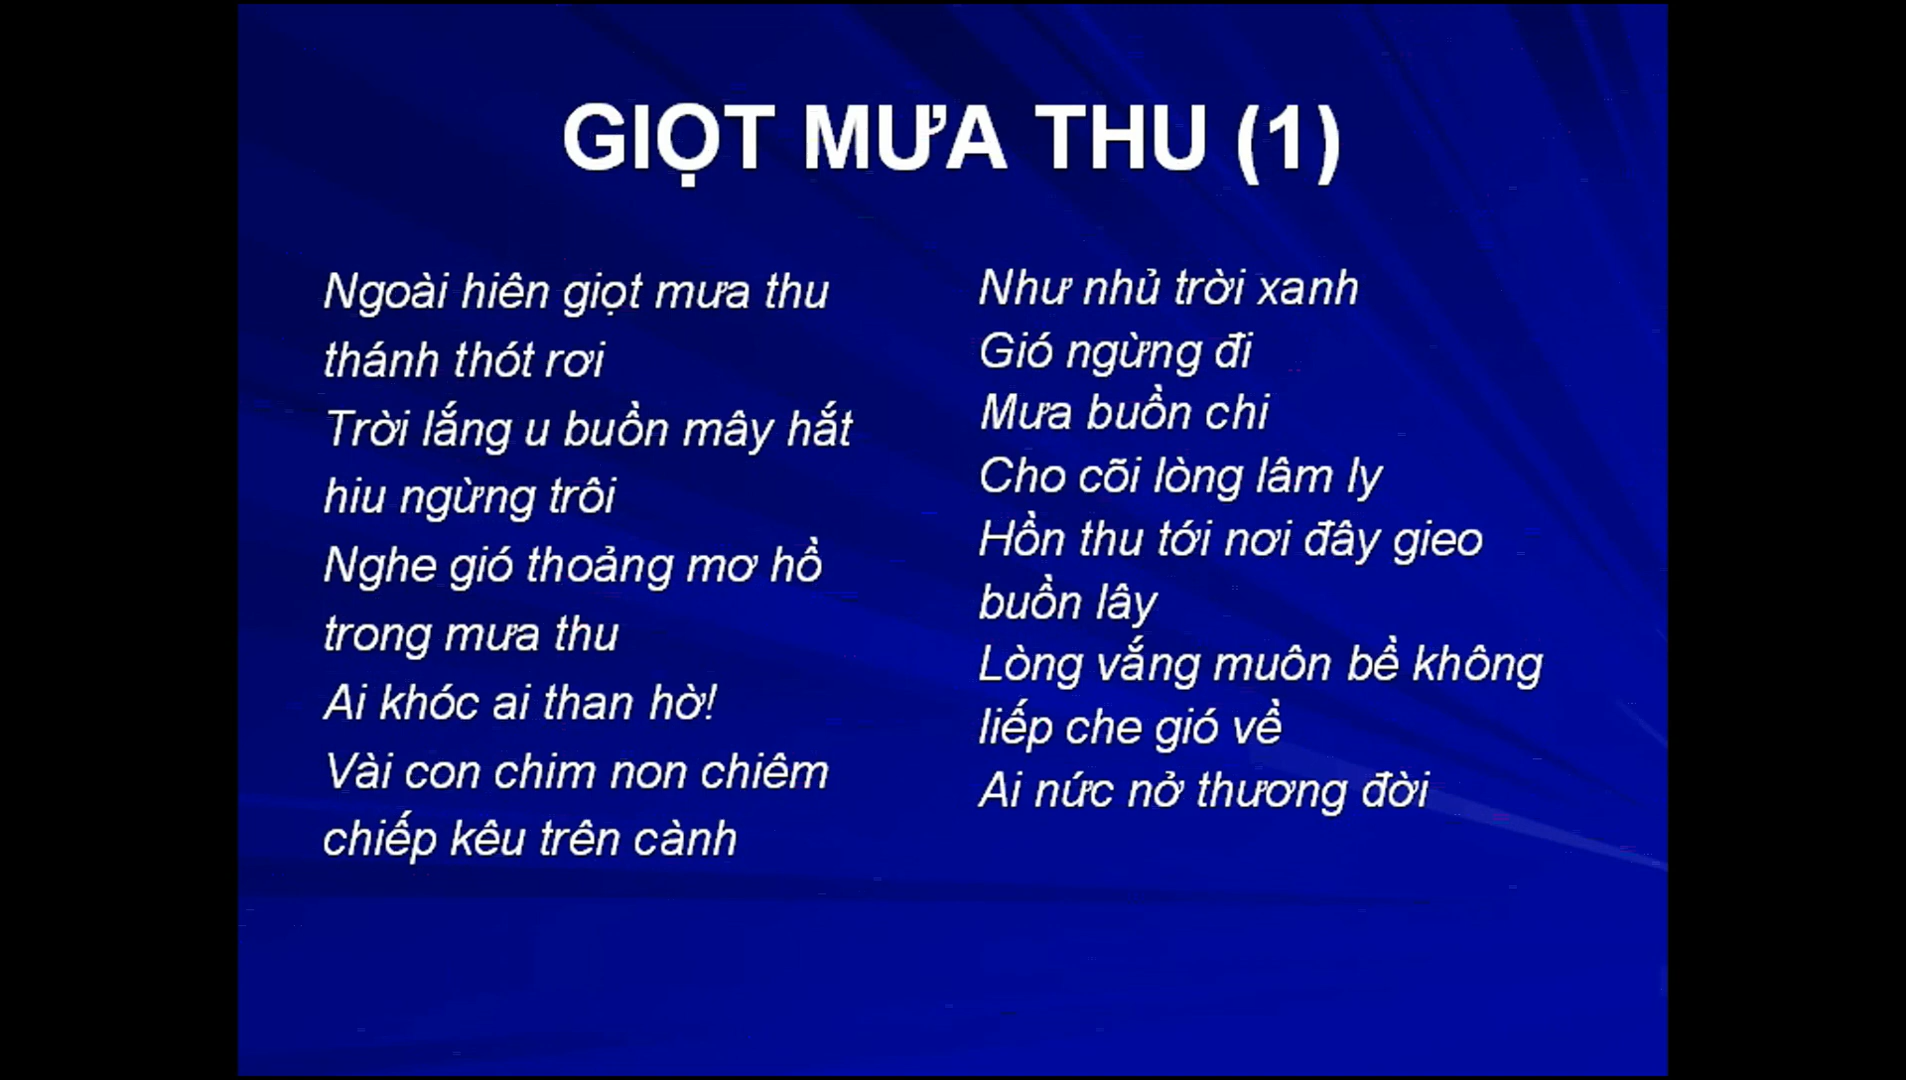 GIỌT MƯA THU (1)
Ngoài hiên giọt mưa thu
thánh thót rơi
Trời lắng u buồn mây hắt
hiu ngừng trôi
Nghe gió thoảng mơ hồ
trong mưa thu
Ai khóc ai than hờ!
Vài con chim non chiêm
chiếp kêu trên cành
Như nhủ trời xanh
Gió ngừng đi
Mưa buồn chi
Cho cõi lòng lâm ly
Hồn thu tới nơi đây gieo
buồn lây
Lòng vắng muôn bề không
liếp che gió về
Ai nức nở thương đời